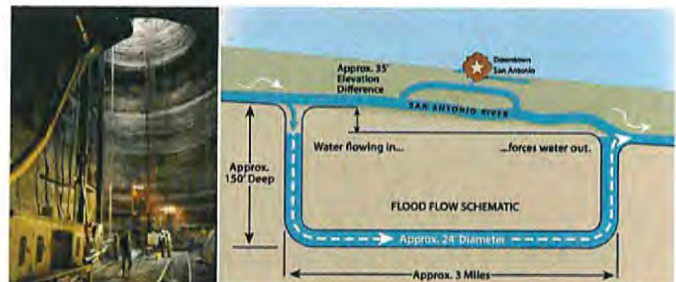 Downtown
San Antonio
Approx. 35'
Elevation
Difference
SAN ANTONIO RIVER
Water flowing in...
...forces water out.
Approx.
150' Deep
FLOOD FLOW SCHEMATIC
Approx. 24' Diameter
Approx. 3 Miles